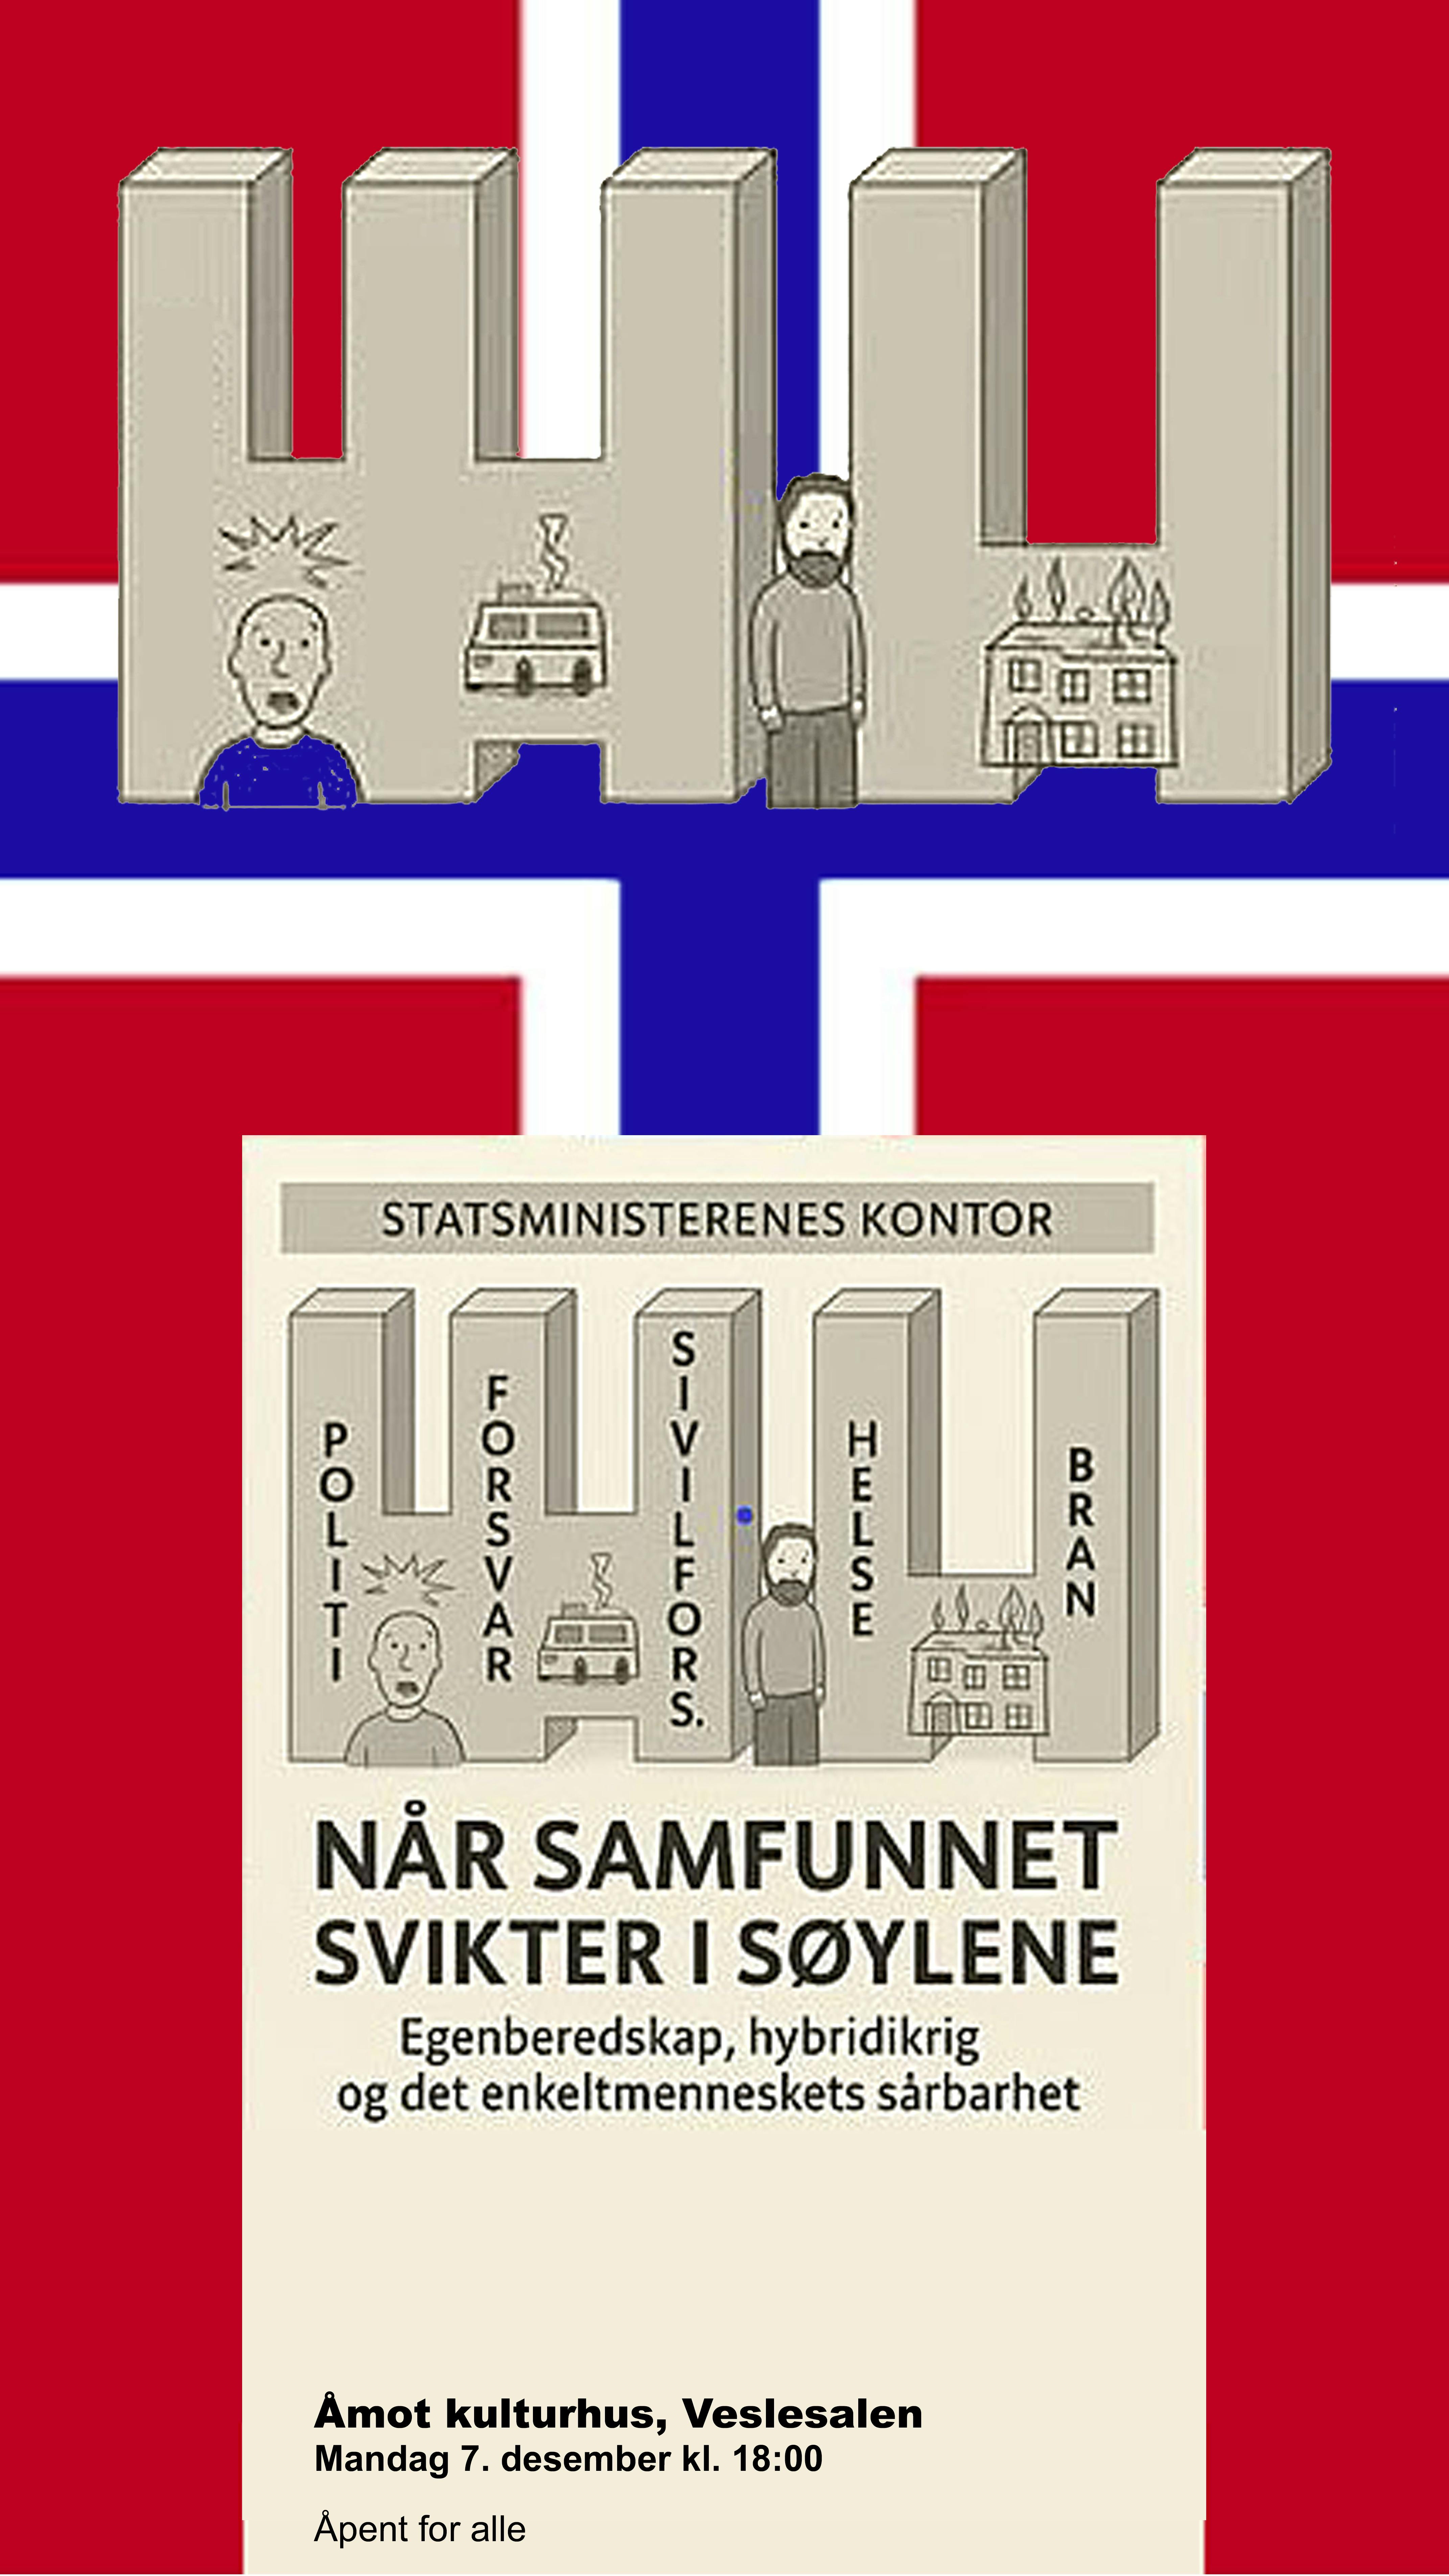 STATSMINISTERENES KONTOR
POLITI
FORSVAR
SIVILFORS.
HELSE
BRAN
NÅR SAMFUNNET
SVIKTER I SØYLENE
Egenberedskap, hybridikrig
og det enkeltmenneskets sårbarhet
Åmot kulturhus, Veslesalen
Mandag 7. desember kl. 18:00
Åpent for alle